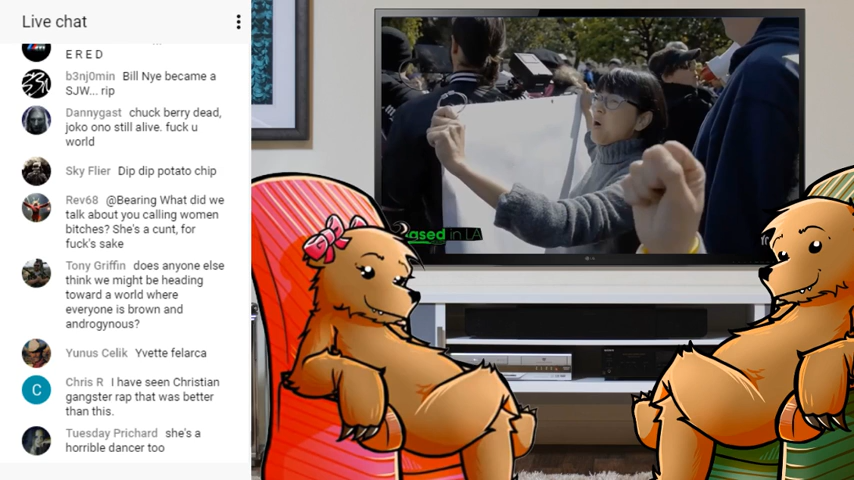 Live chat
E R E D
b3nj0min Bill Nye became a
SJW... rip
Dannygast chuck berry dead,
joko ono still alive. fuck u
world
Sky Flier Dip dip potato chip
Rev68 @Bearing What did we
talk about you calling women
bitches? She's a cunt, for
fuck's sake
Tony Griffin does anyone else
think we might be heading
toward a world where
everyone is brown and
androgynous?
Yunus Celik Yvette felarca
C
Chris R I have seen Christian
gangster rap that was better
than this.
Tuesday Prichard she's a
horrible dancer too
Based in LA
LG